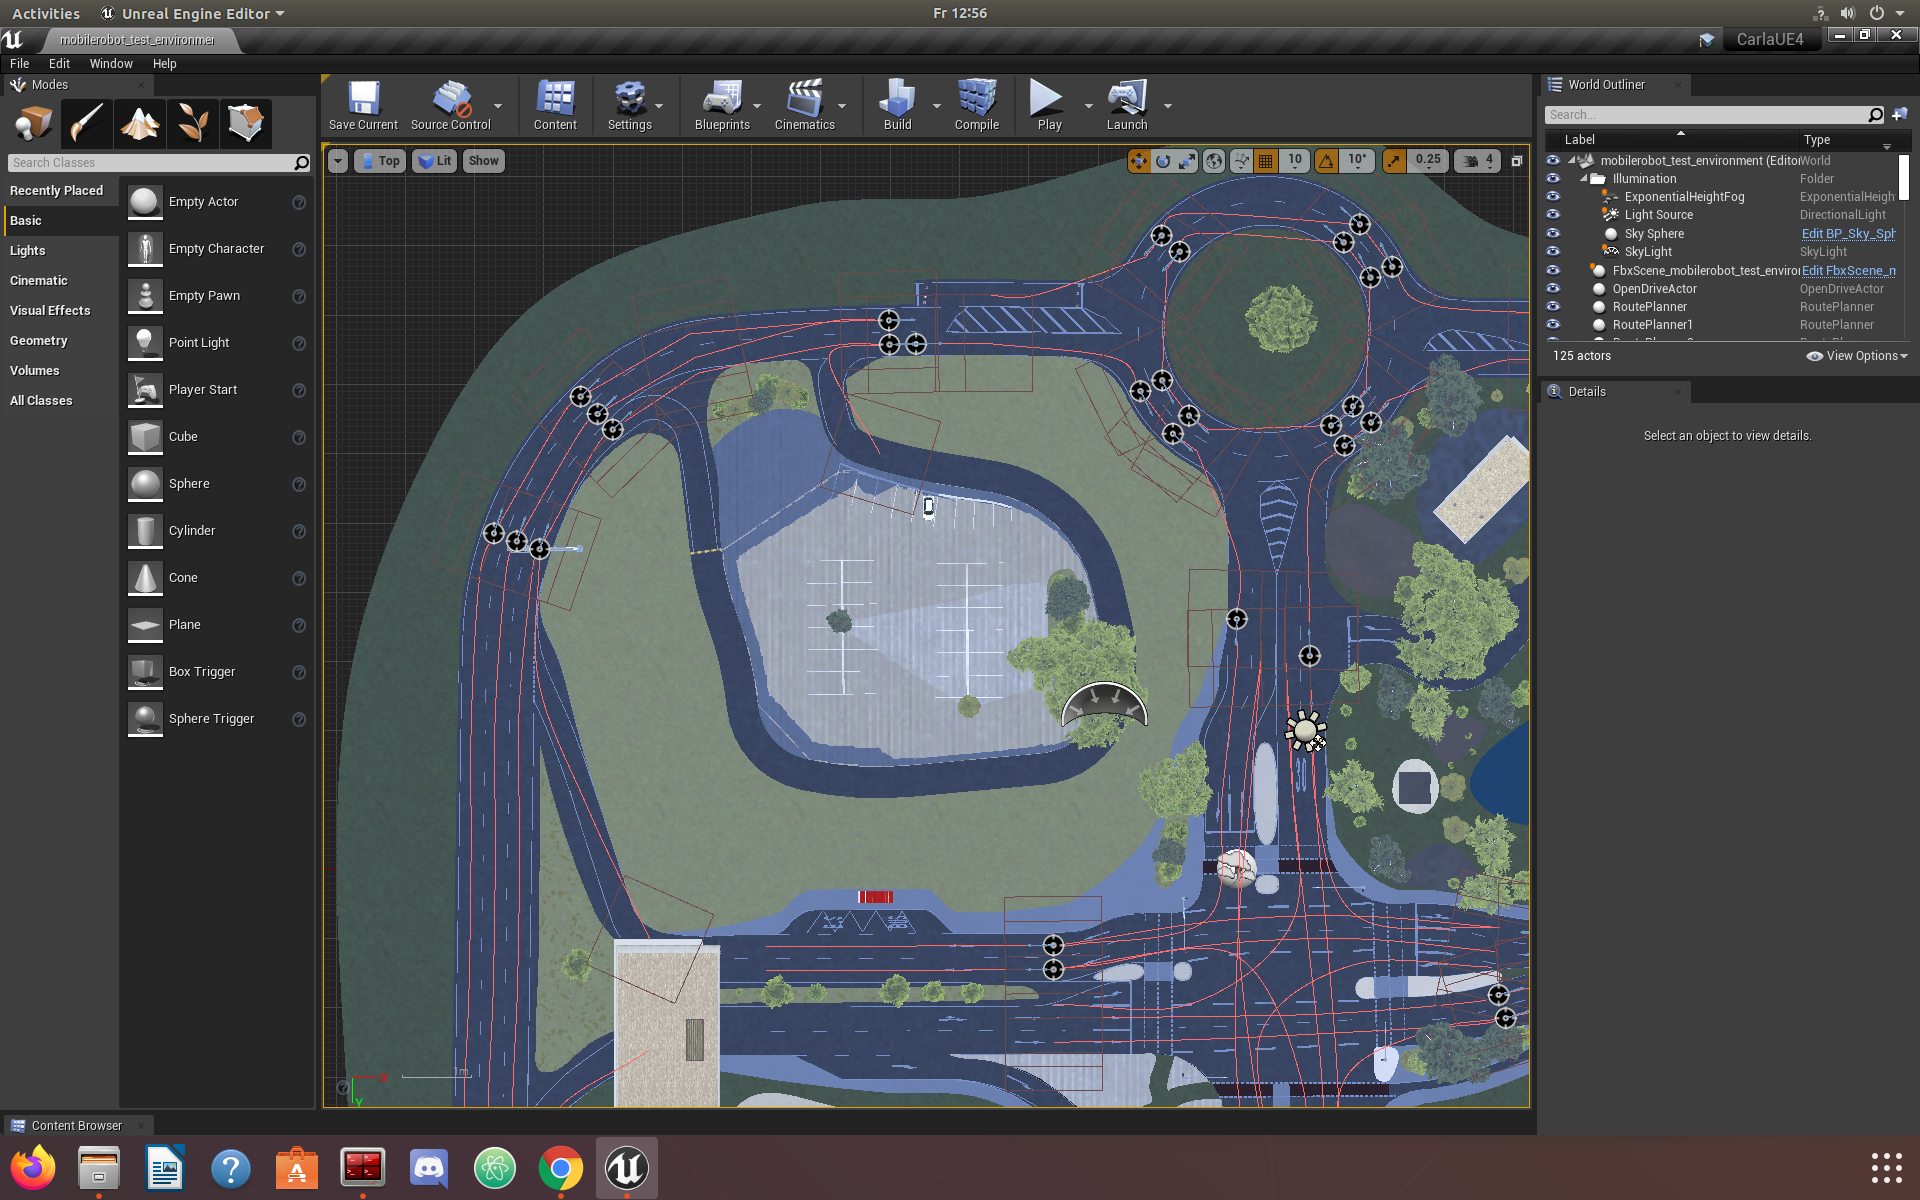 Activities
Unreal Engine Editor
Fr 12:56
mobilerobot_test_environmer
CarlaUE4
File Edit Window Help
Modes
Search Classes
Recently Placed
Basic
Lights
Cinematic
Visual Effects
Geometry
Volumes
All Classes
Empty Actor
Empty Character
Empty Pawn
Point Light
Player Start
Cube
Sphere
Cylinder
Cone
Plane
Box Trigger
Sphere Trigger
Save Current
Source Control
Content
Settings
Blueprints
Cinematics
Build
Compile
Play
Launch
Top
Lit
Show
10
10°
0.25
4
1m
X
Y
World Outliner
Search...
Label Type
mobilerobot_test_environment (Editor World
Illumination Folder
ExponentialHeightFog ExponentialHeigh
Light Source DirectionalLight
Sky Sphere Edit BP_Sky_Sph
SkyLight SkyLight
FbxScene_mobilerobot_test_enviro Edit FbxScene_m
OpenDriveActor OpenDriveActor
RoutePlanner RoutePlanner
RoutePlanner1 RoutePlanner
125 actors
View Options
Details
Select an object to view details.
Content Browser